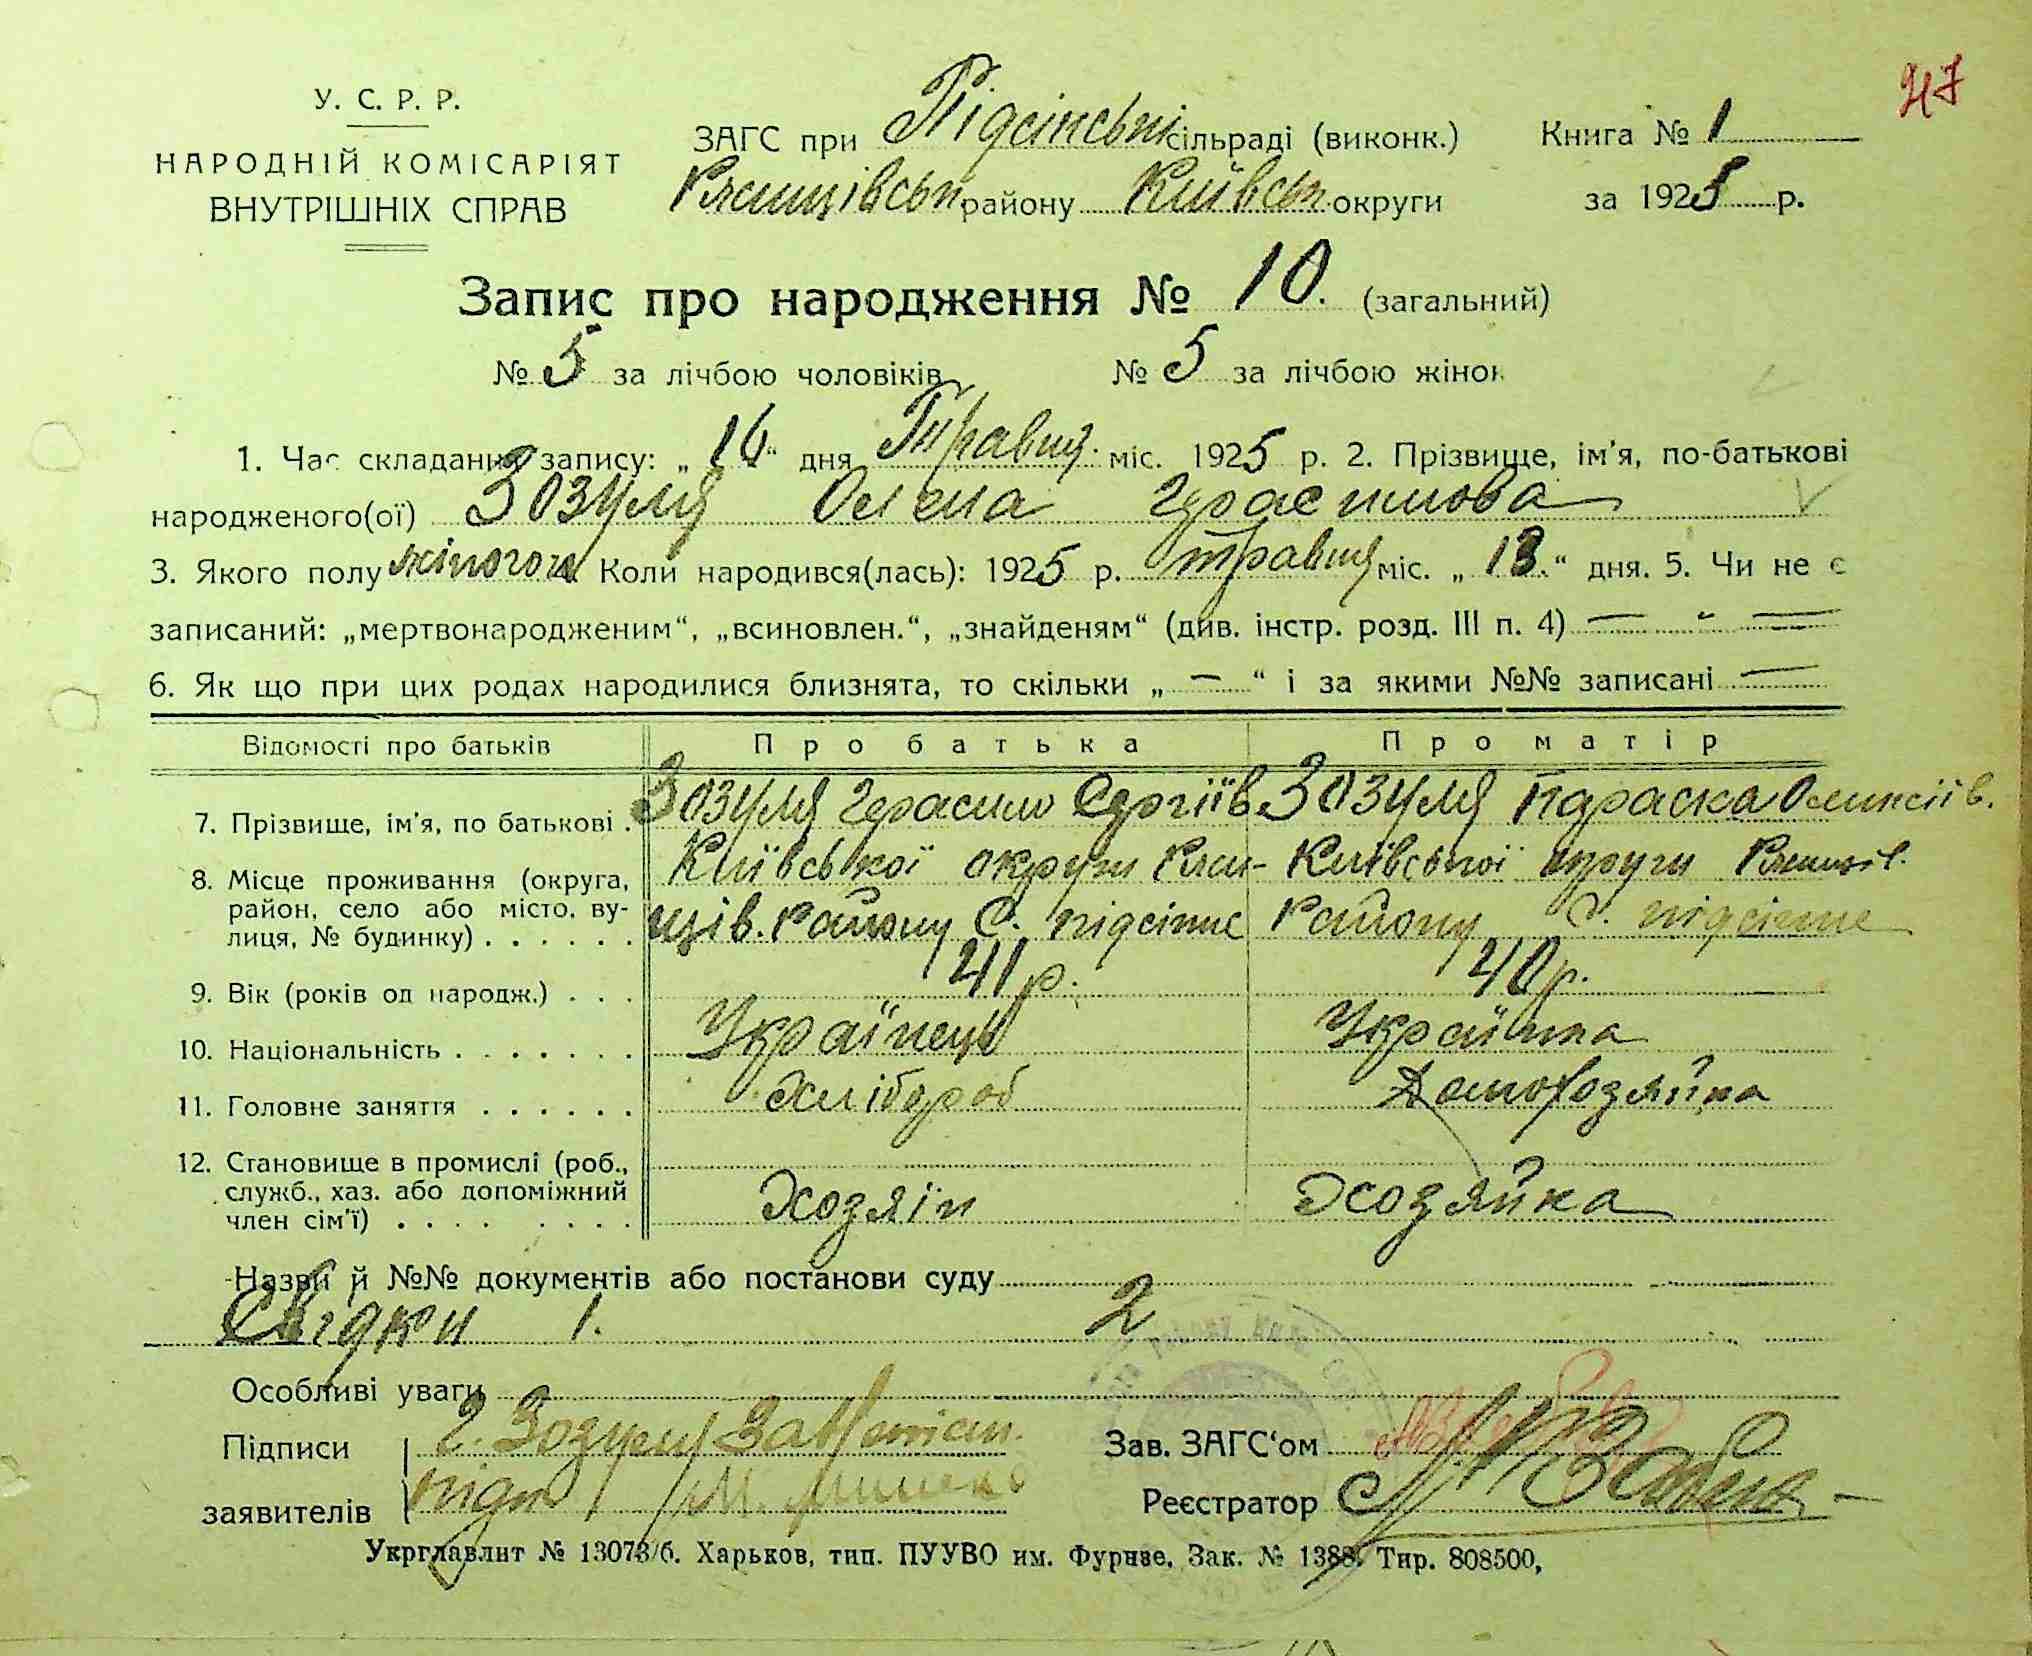 47
У. С. Р. Р.
НАРОДНІЙ КОМІСАРІЯТ
ВНУТРІШНІХ СПРАВ
ЗАГС при Підсінські сільраді (виконк.) Книга № 1
району Київськ округи за 1925 р.
Запис про народження № 10. (загальний)
№ 5 за лічбою чоловіків № 5 за лічбою жінок
1. Час складання запису: „16“ дня Травня міс. 1925 р. 2. Прізвище, ім'я, по-батькові
народженого(ої) Зозуля Олена Герасимова
3. Якого полу жіночого 4. Коли народився(лась): 1925 р. травня міс. „13.“ дня. 5. Чи не є
записаний: „мертвонародженим“, „всиновлен.“, „знайденям“ (див. інстр. розд. III п. 4) — " —
6. Як що при цих родах народилися близнята, то скільки „ — “ і за якими №№ записані —
Відомості про батьків Про батька Про матір
7. Прізвище, ім'я, по батькові . Зозуля Герасим Сергіїв Зозуля Параска Олексіїв.
8. Місце проживання (округа, Київської округи Київської округи
район, село або місто, ву- району с. підсінне району с. підсінне
лиця, № будинку) . . . . . .
9. Вік (років од народж.) . . . 41 р. 40 р.
10. Національність . . . . . . . Українець Українка
11. Головне заняття . . . . . . Хлібороб Домохозяйка
12. Становище в промислі (роб.,
служб., хаз. або допоміжний Хозяїн Хозяйка
член сім'ї) . . . . . . . .
Назви й №№ документів або постанови суду
Свідки 1. 2
Особливі уваги
Підписи Г. Зозуля За
заявителів М.
Зав. ЗАГС‘ом
Реєстратор
Укрглавлит № 13073/б. Харьков, тип. ПУУВО им. Фрунзе. Зак. № 1388. Тир. 808500,